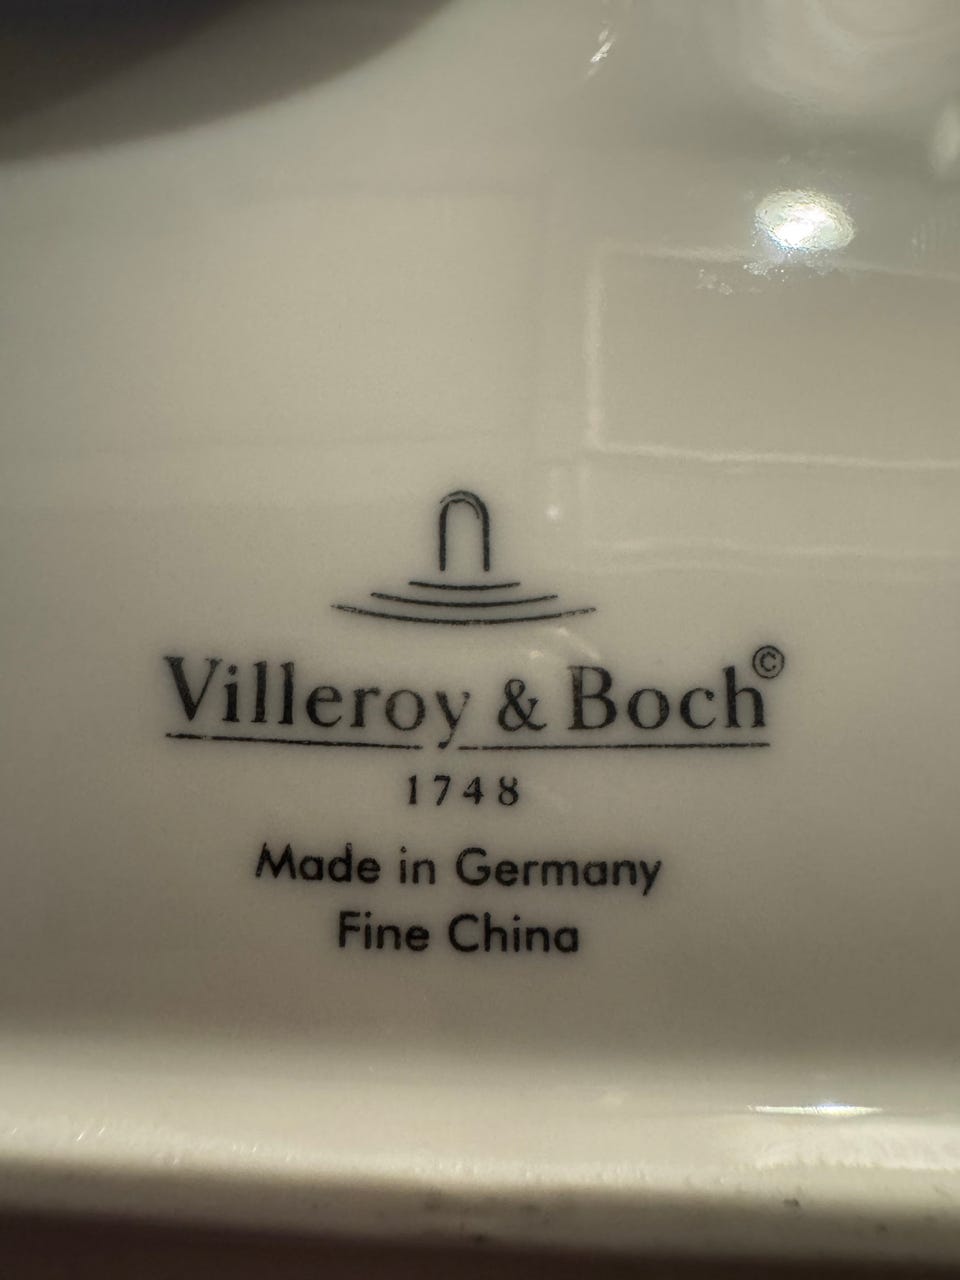 Villeroy & Boch©
1748
Made in Germany
Fine China